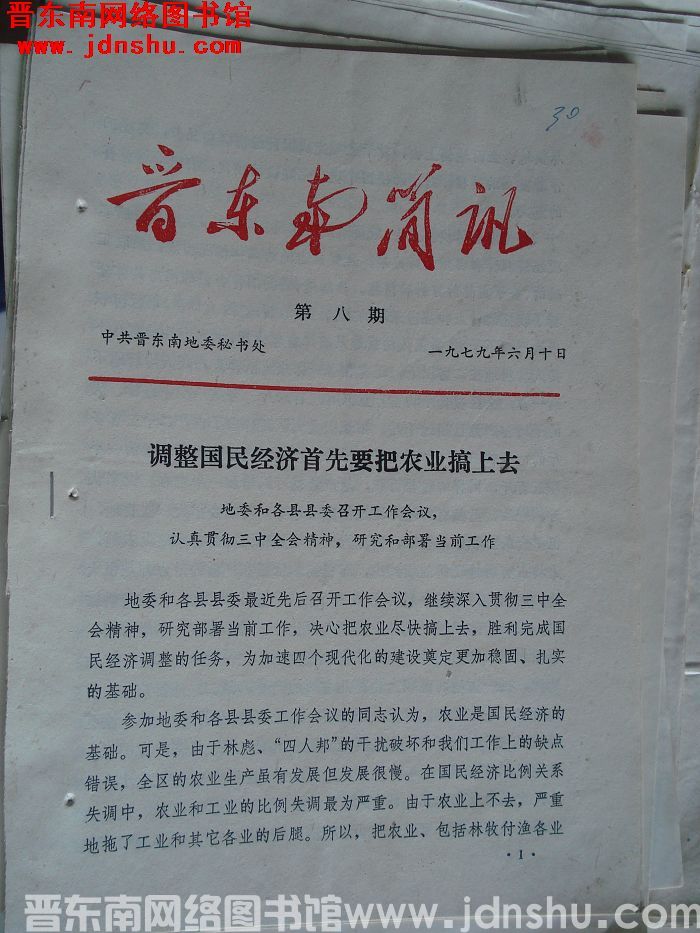 晋东南网络图书馆
www.jdnshu.com
30
晋东南简讯
第八期
中共晋东南地委秘书处
一九七九年六月十日
调整国民经济首先要把农业搞上去
地委和各县县委召开工作会议，
认真贯彻三中全会精神，研究和部署当前工作
地委和各县县委最近先后召开工作会议，继续深入贯彻三中全
会精神，研究部署当前工作，决心把农业尽快搞上去，胜利完成国
民经济调整的任务，为加速四个现代化的建设奠定更加稳固、扎实
的基础。
参加地委和各县县委工作会议的同志认为，农业是国民经济的
基础。可是，由于林彪、“四人邦”的干扰破坏和我们工作上的缺点
错误，全区的农业生产虽有发展但发展很慢。在国民经济比例关系
失调中，农业和工业的比例失调最为严重。由于农业上不去，严重
地拖了工业和其它各业的后腿。所以，把农业、包括林牧付渔各业
·1·
晋东南网络图书馆www.jdnshu.com